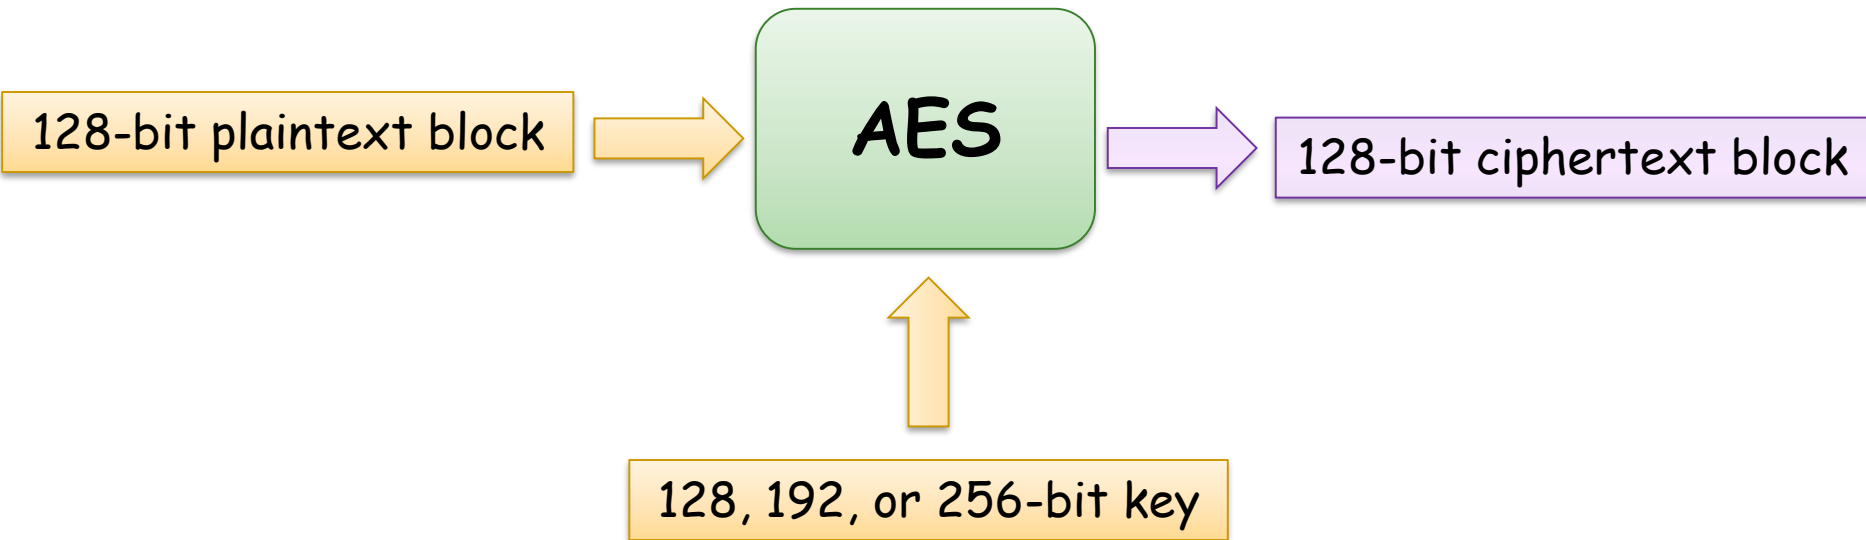 128-bit plaintext block
AES
128-bit ciphertext block
128, 192, or 256-bit key